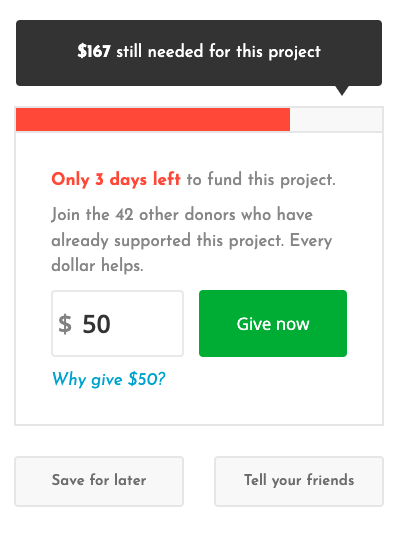 $167 still needed for this project
Only 3 days left to fund this project.
Join the 42 other donors who have
already supported this project. Every
dollar helps.
$ 50
Give now
Why give $50?
Save for later
Tell your friends